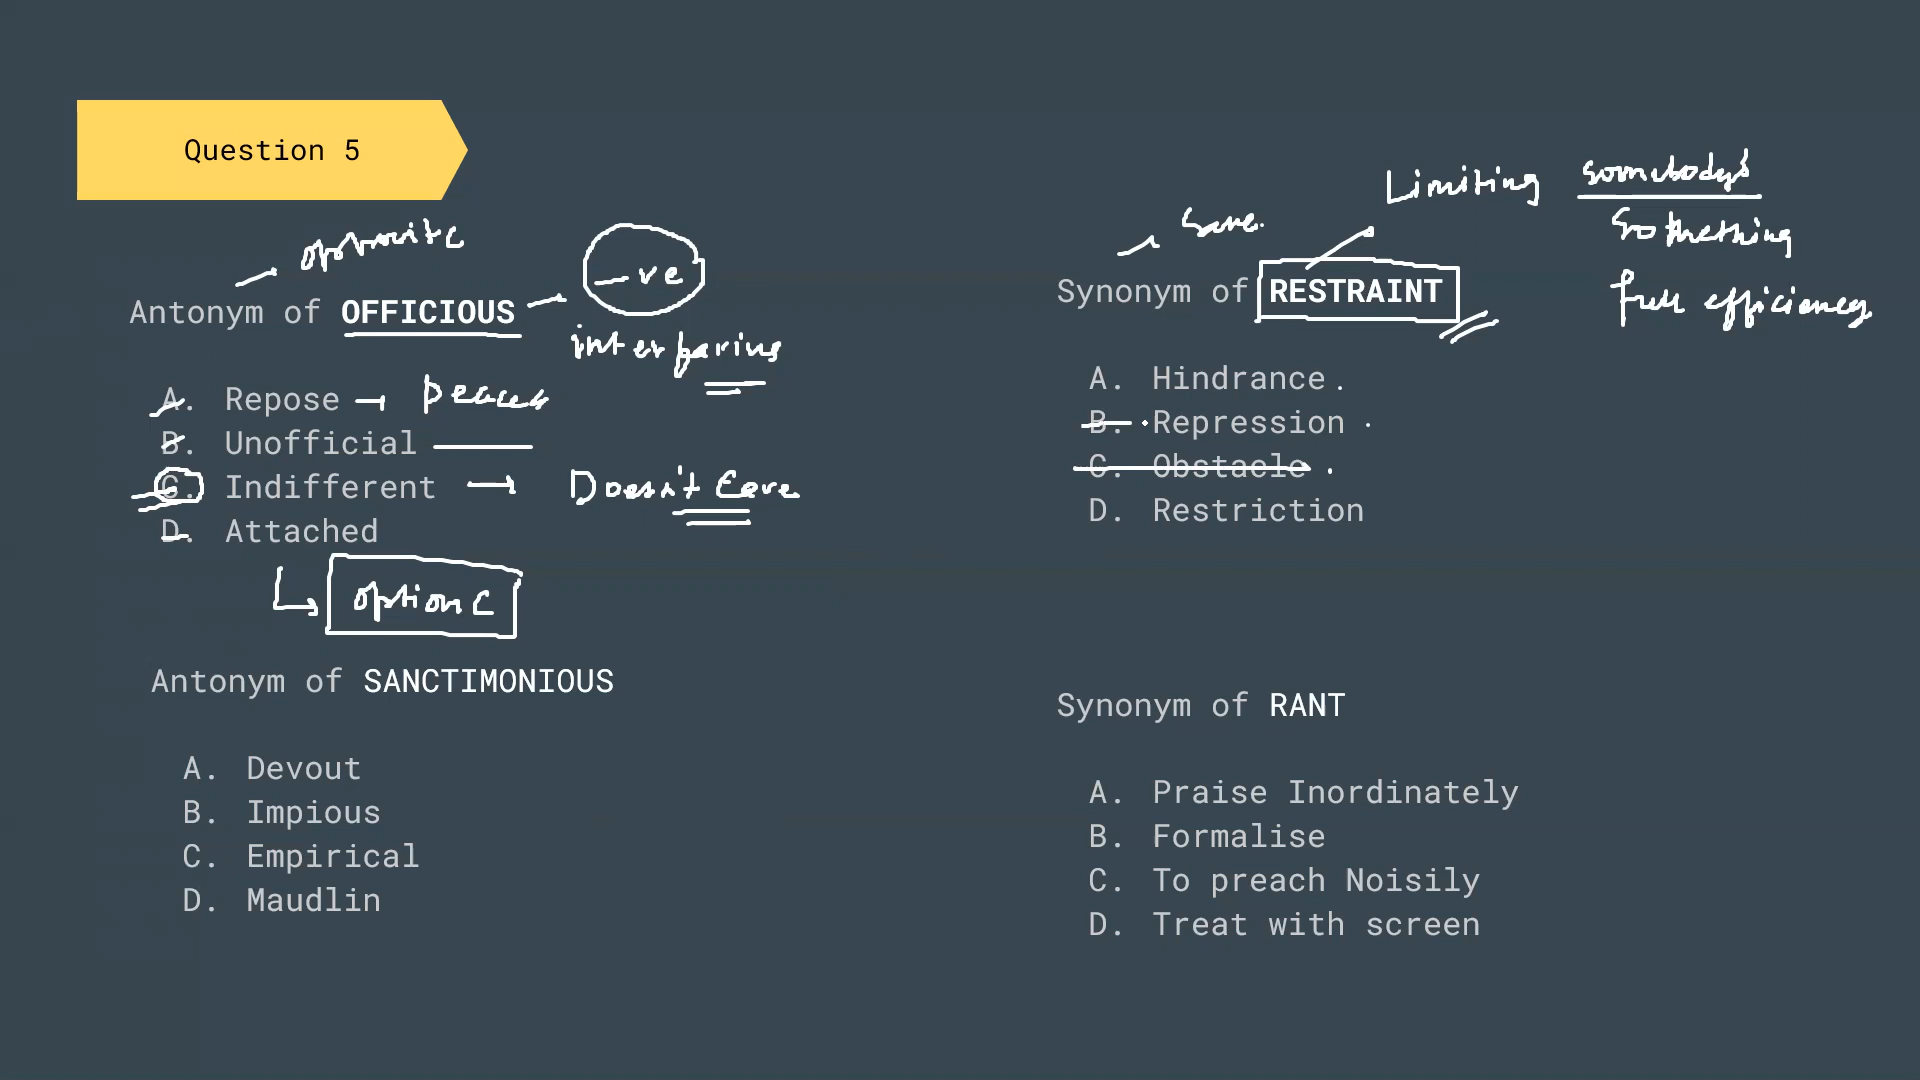 Question 5
opposite
- ve
Antonym of OFFICIOUS
interfaring
A. Repose → peaces
B. Unofficial
C. Indifferent → Doesn't Care
D. Attached
option C
Antonym of SANCTIMONIOUS
A. Devout
B. Impious
C. Empirical
D. Maudlin
Limiting somebody's
Same.
Something
Synonym of RESTRAINT
full efficiency
A. Hindrance
B. Repression
C. Obstacle
D. Restriction
Synonym of RANT
A. Praise Inordinately
B. Formalise
C. To preach Noisily
D. Treat with screen